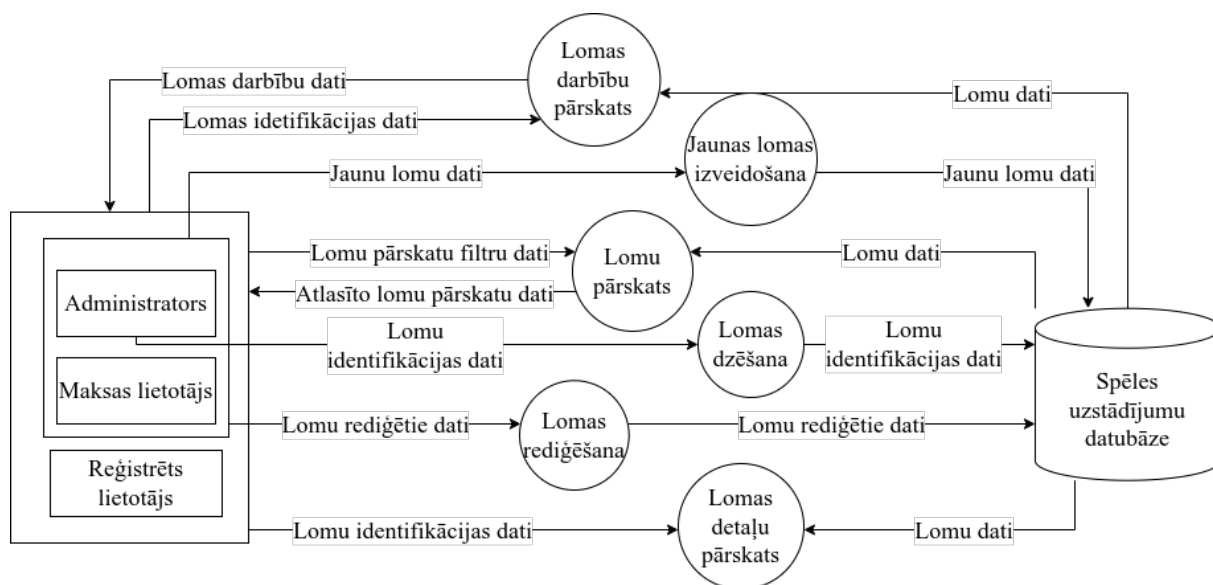 Lomas
darbību
pārskats
Lomas darbību dati
Lomu dati
Lomas idetifikācijas dati
Jaunas lomas
izveidošana
Jaunu lomu dati
Jaunu lomu dati
Lomu pārskatu filtru dati
Lomu
pārskats
Lomu dati
Atlasīto lomu pārskatu dati
Administrators
Lomu
identifikācijas dati
Lomas
dzēšana
Lomu
identifikācijas dati
Maksas lietotājs
Spēles
uzstādījumu
datubāze
Lomu rediģētie dati
Lomas
rediģēšana
Lomu rediģētie dati
Reģistrēts
lietotājs
Lomu identifikācijas dati
Lomas
detaļu
pārskats
Lomu dati